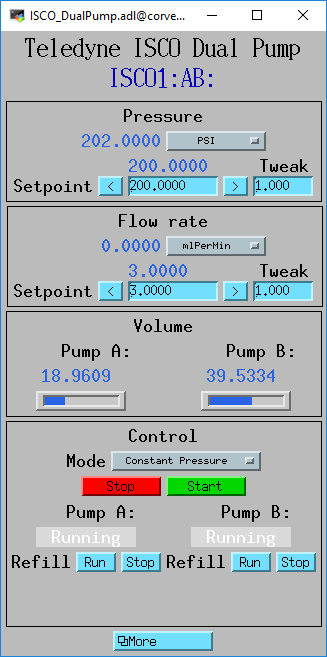 ISCO_DualPump.adl@corve...
Teledyne ISCO Dual Pump
ISCO1:AB:
Pressure
202.0000 PSI
200.0000 Tweak
Setpoint < 200.0000 > 1.000
Flow rate
0.0000 mlPerMin
3.0000 Tweak
Setpoint < 3.0000 > 1.000
Volume
Pump A: Pump B:
18.9609 39.5334
Control
Mode Constant Pressure
Stop Start
Pump A: Pump B:
Running Running
Refill Run Stop Refill Run Stop
More